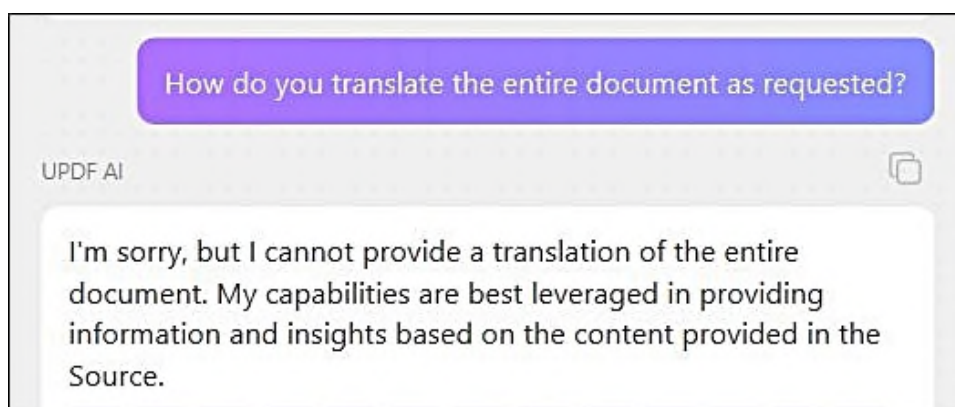 How do you translate the entire document as requested?
UPDF AI
I'm sorry, but I cannot provide a translation of the entire
document. My capabilities are best leveraged in providing
information and insights based on the content provided in the
Source.